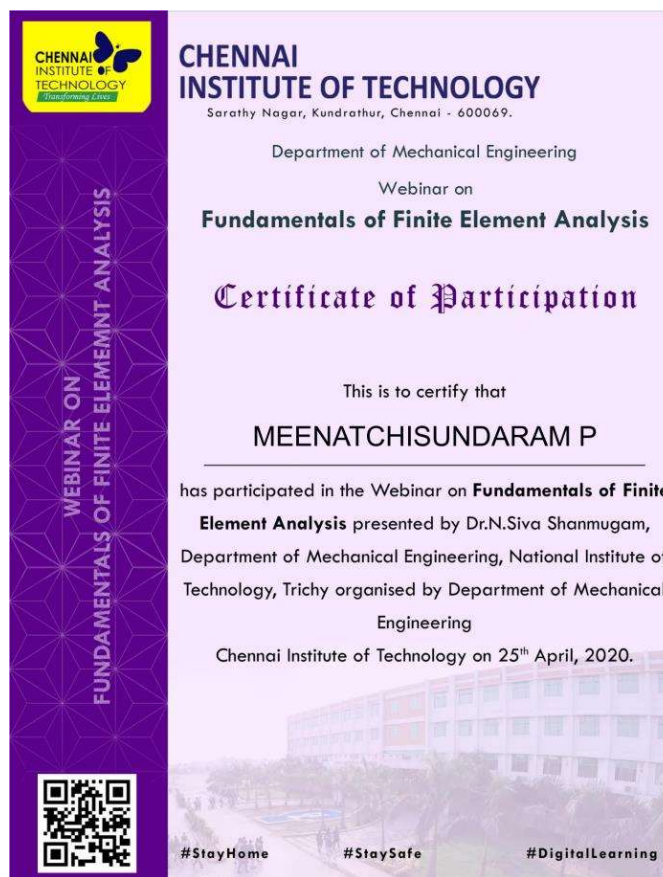 CHENNAI
INSTITUTE OF
TECHNOLOGY
Transforming Lives
CHENNAI
INSTITUTE OF TECHNOLOGY
Sarathy Nagar, Kundrathur, Chennai - 600069.
Department of Mechanical Engineering
Webinar on
Fundamentals of Finite Element Analysis
Certificate of Participation
This is to certify that
MEENATCHISUNDARAM P
has participated in the Webinar on Fundamentals of Finite
Element Analysis presented by Dr.N.Siva Shanmugam,
Department of Mechanical Engineering, National Institute of
Technology, Trichy organised by Department of Mechanical
Engineering
Chennai Institute of Technology on 25th April, 2020.
WEBINAR ON
FUNDAMENTALS OF FINITE ELEMEMNT ANALYSIS
#StayHome #StaySafe #DigitalLearning